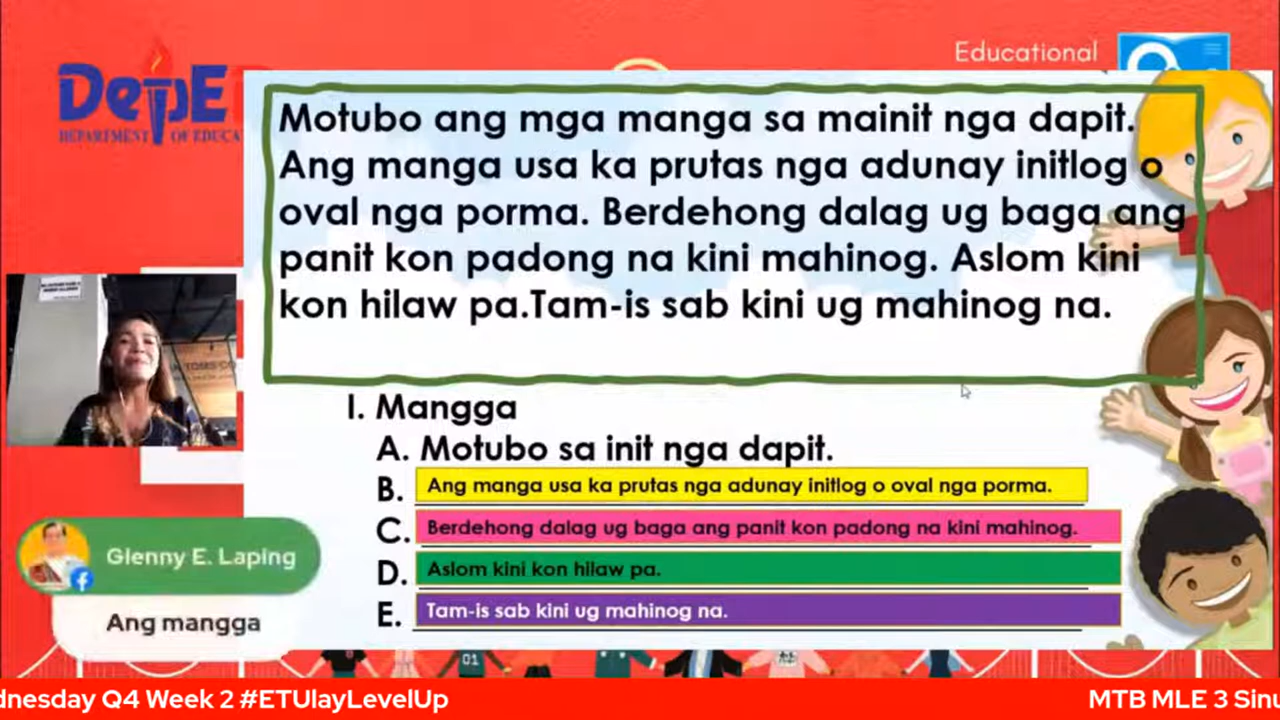 Educational
DepE
DEPARTMENT OF EDUCA
Motubo ang mga manga sa mainit nga dapit.
Ang manga usa ka prutas nga adunay initlog o
oval nga porma. Berdehong dalag ug baga ang
panit kon padong na kini mahinog. Aslom kini
kon hilaw pa.Tam-is sab kini ug mahinog na.
I. Mangga
A. Motubo sa init nga dapit.
B. Ang manga usa ka prutas nga adunay initlog o oval nga porma.
C. Berdehong dalag ug baga ang panit kon padong na kini mahinog.
D. Aslom kini kon hilaw pa.
E. Tam-is sab kini ug mahinog na.
Glenny E. Laping
Ang mangga
01
dnesday Q4 Week 2 #ETUlayLevelUp
MTB MLE 3 Sinu